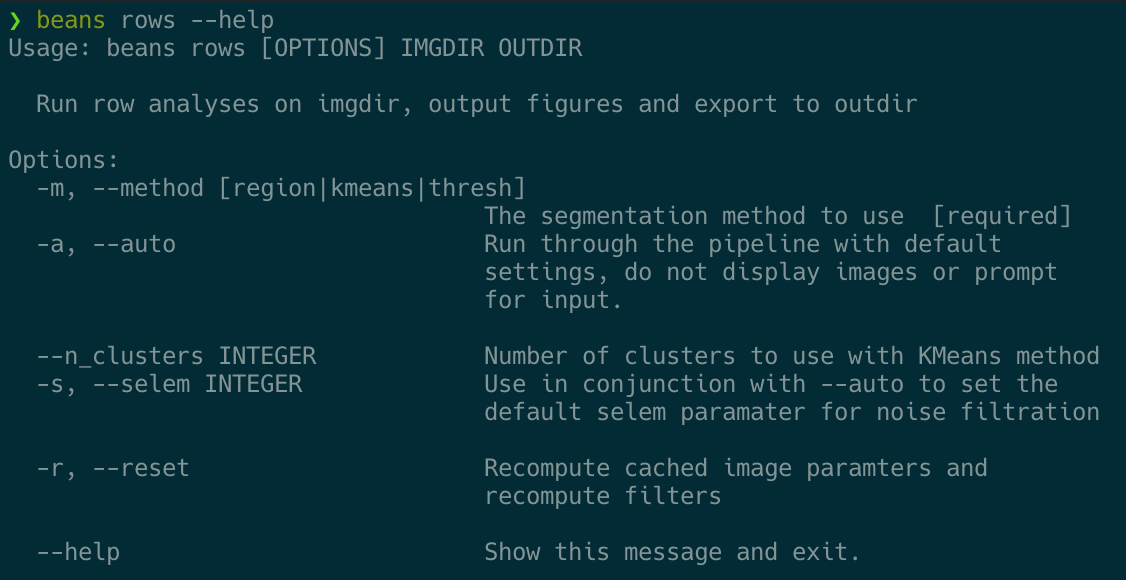 ❯ beans rows --help
Usage: beans rows [OPTIONS] IMGDIR OUTDIR
Run row analyses on imgdir, output figures and export to outdir
Options:
-m, --method [region|kmeans|thresh]
The segmentation method to use  [required]
-a, --auto Run through the pipeline with default
settings, do not display images or prompt
for input.
--n_clusters INTEGER Number of clusters to use with KMeans method
-s, --selem INTEGER Use in conjunction with --auto to set the
default selem paramater for noise filtration
-r, --reset Recompute cached image paramters and
recompute filters
--help Show this message and exit.